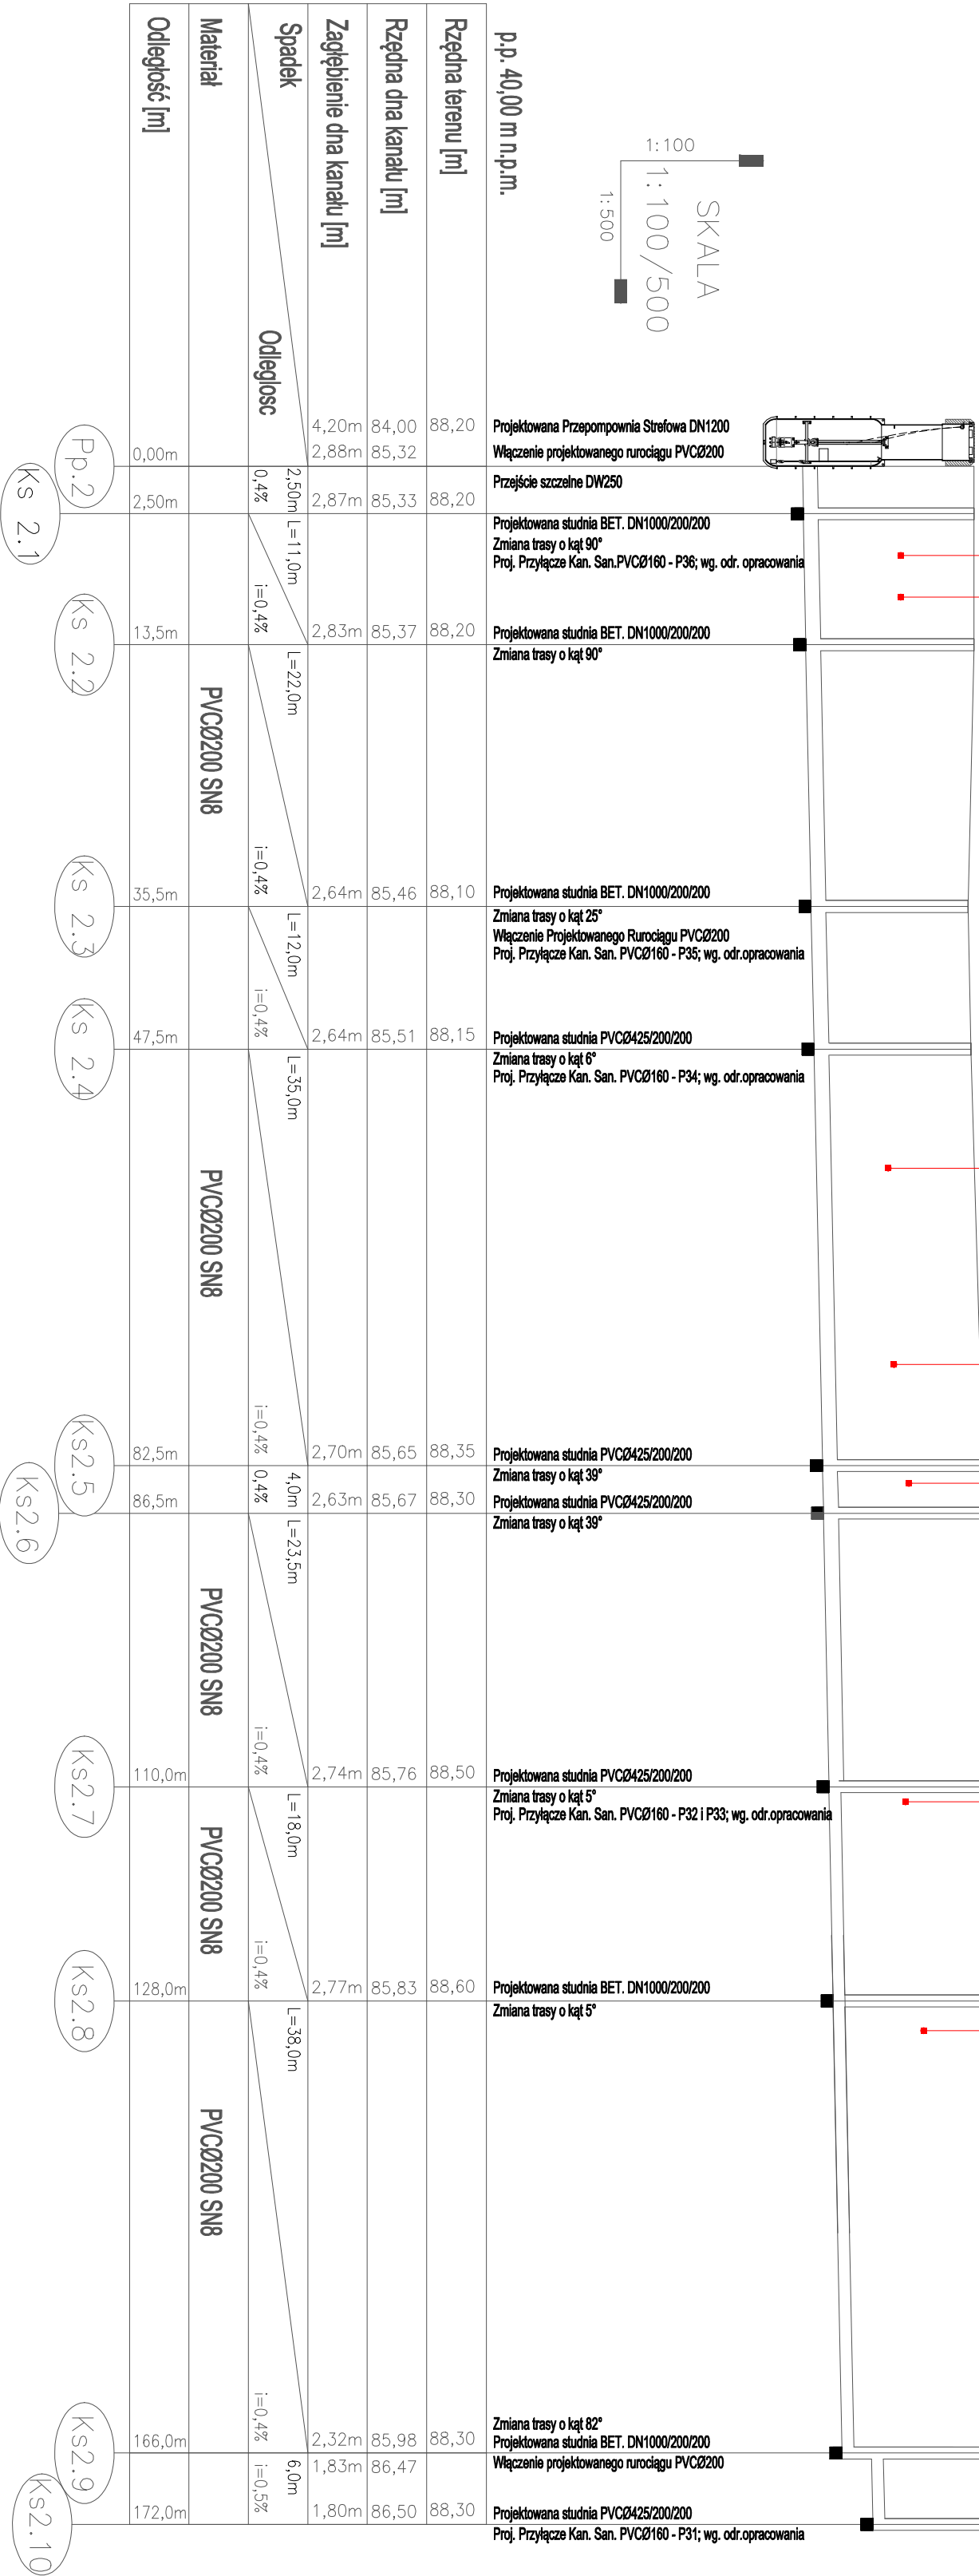 SKALA
1:100/500
1:100
1:500
p.p. 40,00 m n.p.m.
Rzędna terenu [m]
Rzędna dna kanału [m]
Zagłębienie dna kanału [m]
Spadek
Odleglosc
Materiał
Odległość [m]
Projektowana Przepompownia Strefowa DN1200
Włączenie projektowanego rurociągu PVCØ200
Przejście szczelne DW250
4,20m 84,00 88,20
2,88m 85,32
0,00m
Pp.2
2,50m
0,4%
2,87m 85,33 88,20
2,50m
Ks 2.1
Projektowana studnia BET. DN1000/200/200
Zmiana trasy o kąt 90°
Proj. Przyłącze Kan. San.PVCØ160 - P36; wg. odr. opracowania
L=11,0m
i=0,4%
2,83m 85,37 88,20
13,5m
Ks 2.2
Projektowana studnia BET. DN1000/200/200
Zmiana trasy o kąt 90°
L=22,0m
PVCØ200 SN8
i=0,4%
2,64m 85,46 88,10
35,5m
Ks 2.3
Projektowana studnia BET. DN1000/200/200
Zmiana trasy o kąt 25°
Włączenie Projektowanego Rurociągu PVCØ200
Proj. Przyłącze Kan. San. PVCØ160 - P35; wg. odr.opracowania
L=12,0m
i=0,4%
2,64m 85,51 88,15
47,5m
Ks 2.4
Projektowana studnia PVCØ425/200/200
Zmiana trasy o kąt 6°
Proj. Przyłącze Kan. San. PVCØ160 - P34; wg. odr.opracowania
L=35,0m
PVCØ200 SN8
i=0,4%
2,70m 85,65 88,35
82,5m
Ks2.5
Projektowana studnia PVCØ425/200/200
Zmiana trasy o kąt 39°
4,0m
0,4%
2,63m 85,67 88,30
86,5m
Ks2.6
Projektowana studnia PVCØ425/200/200
Zmiana trasy o kąt 39°
L=23,5m
PVCØ200 SN8
i=0,4%
2,74m 85,76 88,50
110,0m
Ks2.7
Projektowana studnia PVCØ425/200/200
Zmiana trasy o kąt 5°
Proj. Przyłącze Kan. San. PVCØ160 - P32 i P33; wg. odr.opracowania
L=18,0m
PVCØ200 SN8
i=0,4%
2,77m 85,83 88,60
128,0m
Ks2.8
Projektowana studnia BET. DN1000/200/200
Zmiana trasy o kąt 5°
L=38,0m
PVCØ200 SN8
i=0,4%
2,32m 85,98 88,30
166,0m
Ks2.9
Zmiana trasy o kąt 82°
Projektowana studnia BET. DN1000/200/200
Włączenie projektowanego rurociągu PVCØ200
1,83m 86,47
6,0m
i=0,5%
1,80m 86,50 88,30
172,0m
Ks2.10
Projektowana studnia PVCØ425/200/200
Proj. Przyłącze Kan. San. PVCØ160 - P31; wg. odr.opracowania